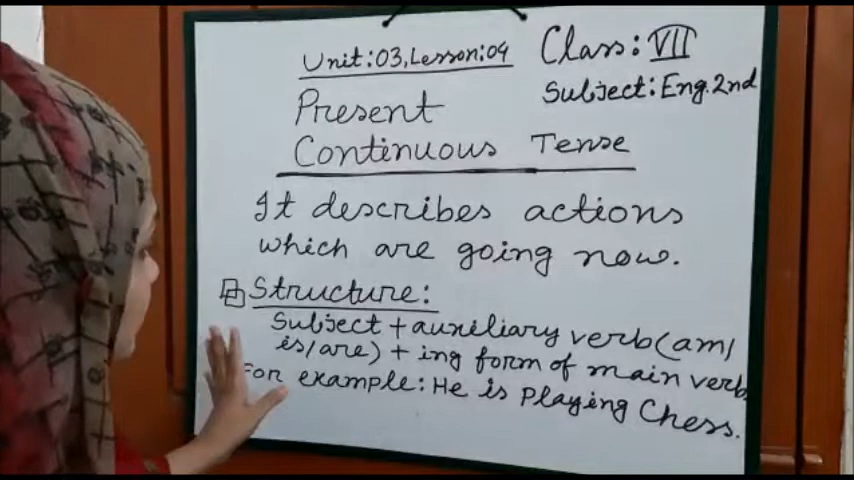 Unit:03,Lesson:04
Class: VII
Subject: Eng.2nd
Present
Continuous Tense
It describes actions
which are going now.
Structure:
Subject + auxiliary verb(am/
is/are) + ing form of main verb.
For example: He is Playing Chess.